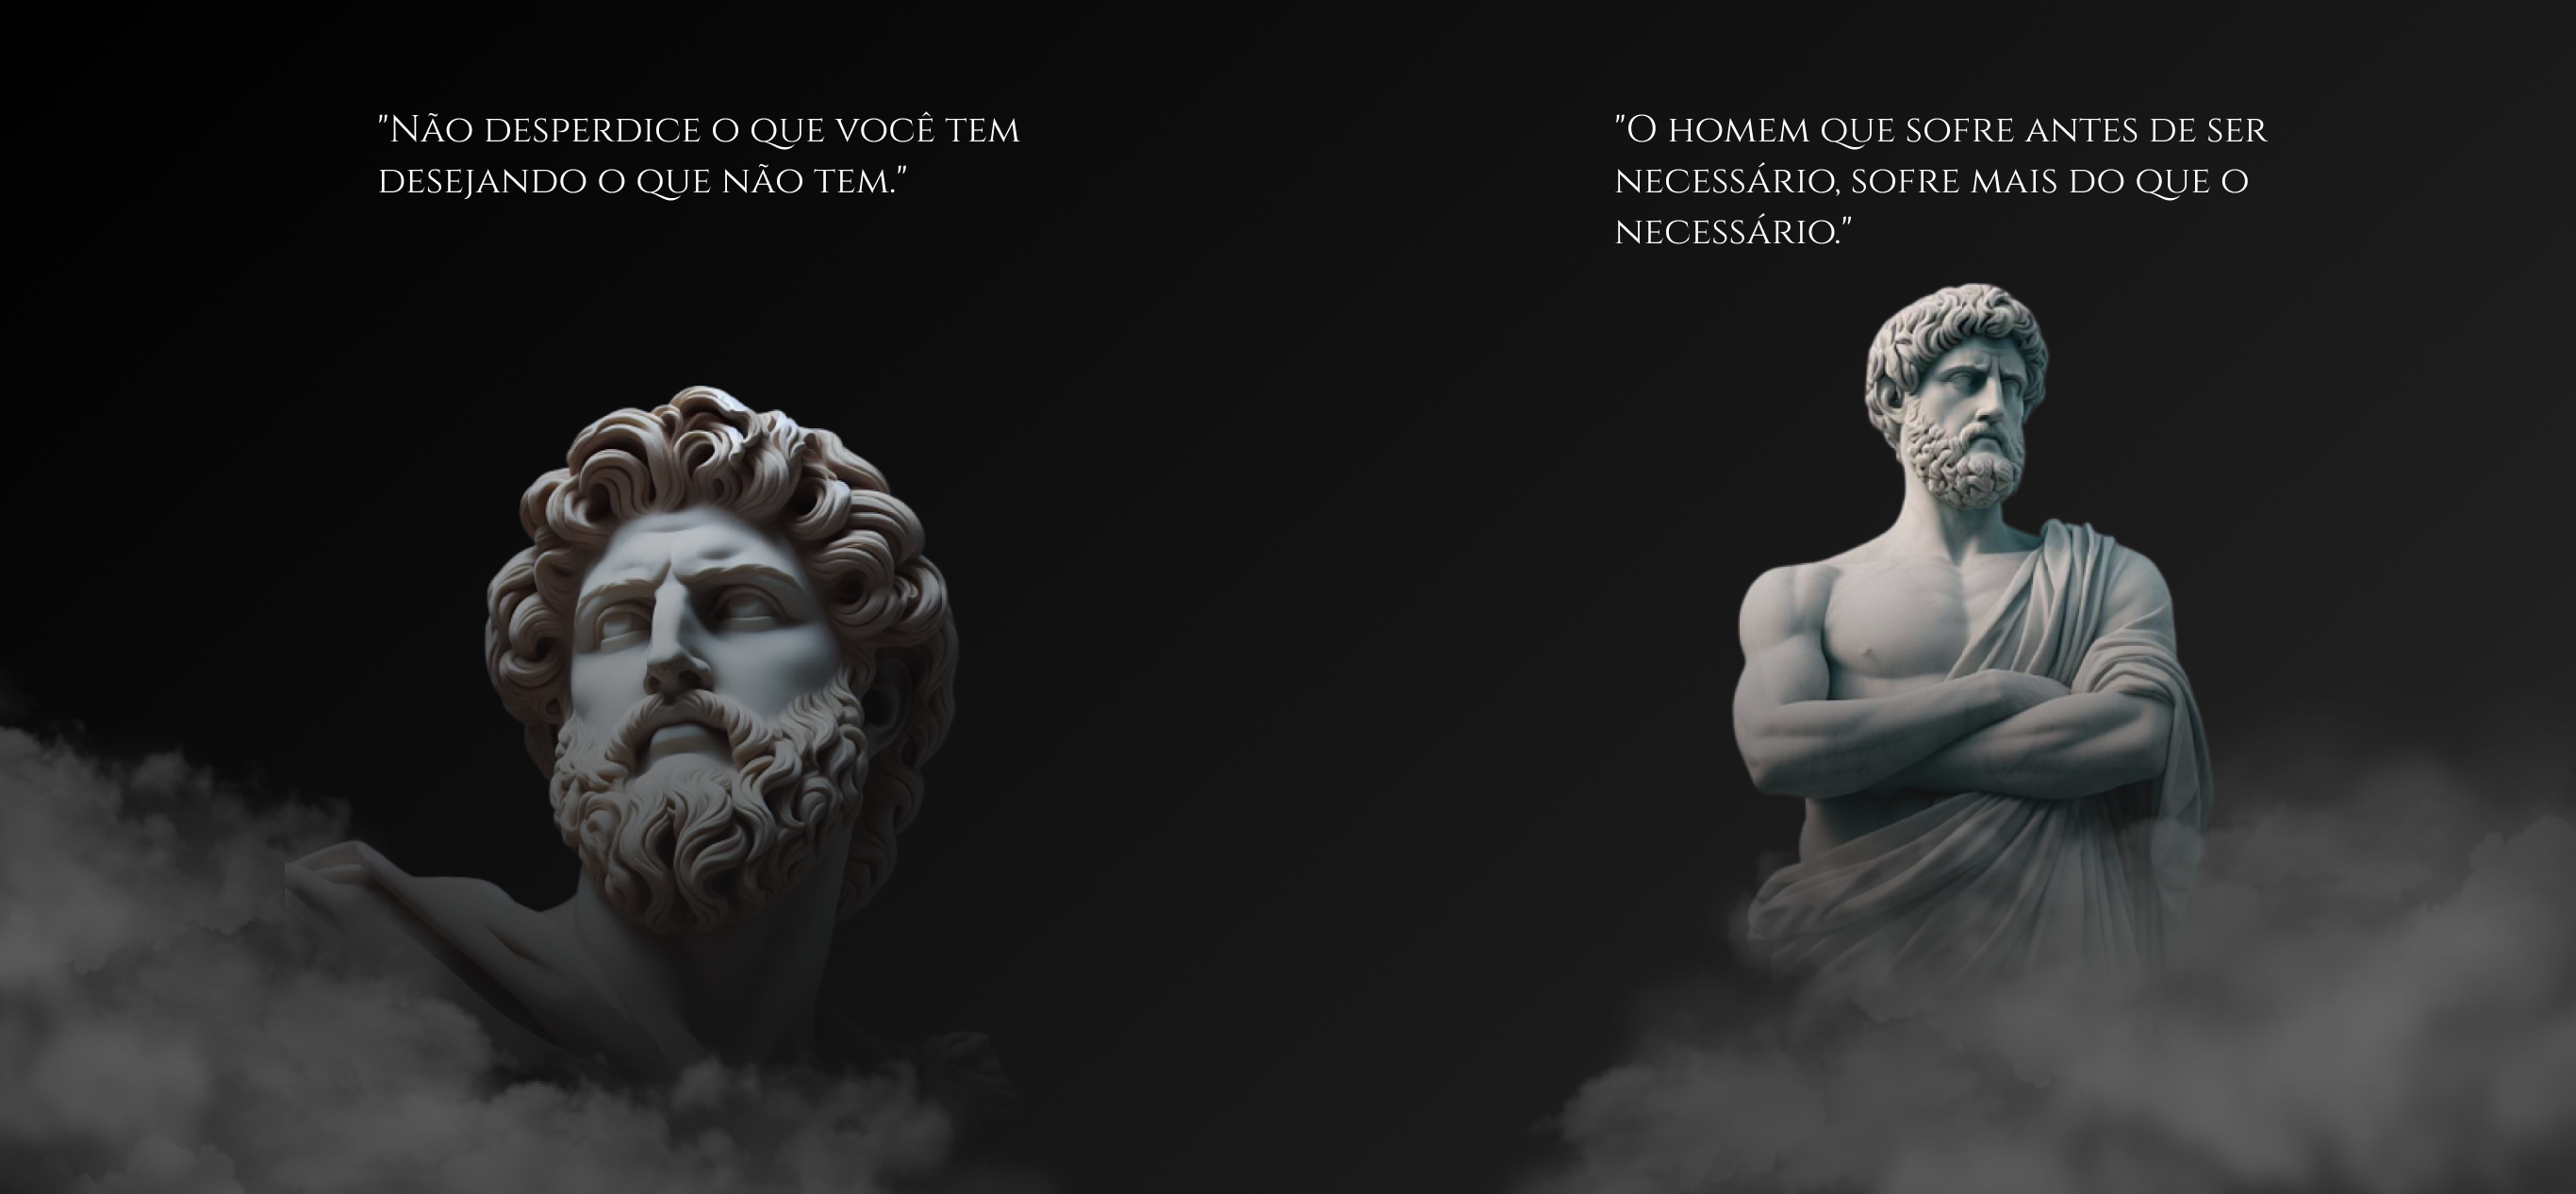 "Não desperdice o que você tem
desejando o que não tem."
"O homem que sofre antes de ser
necessário, sofre mais do que o
necessário."